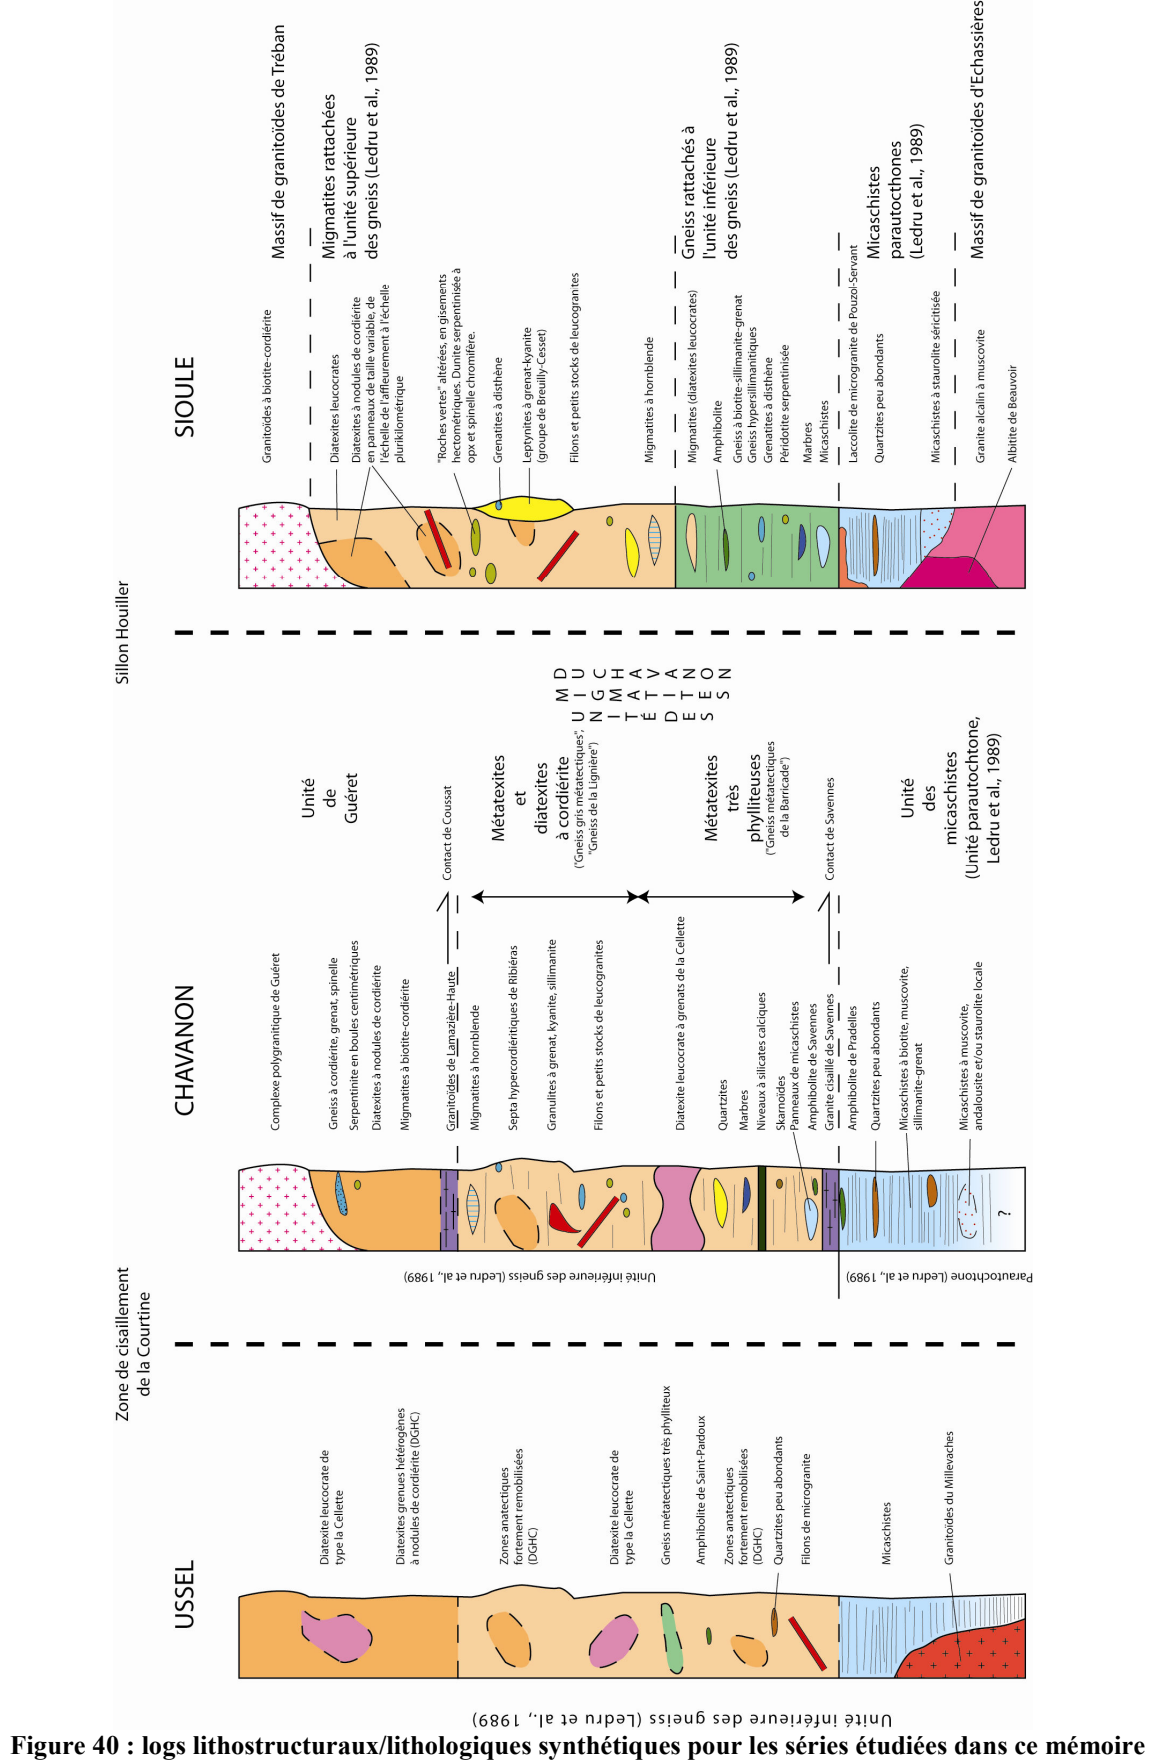 USSEL
Diatexite leucocrate de
type la Cellette
Diatexites grenues hétérogènes
à nodules de cordiérite (DGHC)
Zones anatectiques
fortement remobilisées
(DGHC)
Diatexite leucocrate de
type la Cellette
Gneiss métatectiques très phylliteux
Amphibolite de Saint-Pardoux
Zones anatectiques
fortement remobilisées
(DGHC)
Quartzites peu abondants
Filons de microgranite
Micaschistes
Granitoïdes du Millevaches
Unité inférieure des gneiss (Ledru et al., 1989)
Zone de cisaillement
de la Courtine
CHAVANON
Complexe polygranitique de Guéret
Gneiss à cordiérite, grenat, spinelle
Serpentinite en boules centimétriques
Diatexites à nodules de cordiérite
Migmatites à biotite-cordiérite
Granitoïdes de Lamazière-Haute
Migmatites à hornblende
Septa hypercordiéritiques de Ribiéras
Granulites à grenat, kyanite, sillimanite
Filons et petits stocks de leucogranites
Diatexite leucocrate à grenats de la Cellette
Quartzites
Marbres
Niveaux à silicates calciques
Skarnoïdes
Panneaux de micaschistes
Amphibolite de Savennes
Granite cisaillé de Savennes
Amphibolite de Pradelles
Quartzites peu abondants
Micaschistes à biotite, muscovite,
sillimanite-grenat
Micaschistes à muscovite,
andalousite et/ou staurolite locale
?
Unité inférieure des gneiss (Ledru et al., 1989)
Parautochtone (Ledru et al., 1989)
Unité
de
Guéret
Contact de Coussat
Métatexites
et
diatexites
à cordiérite
("Gneiss gris métatectiques",
"Gneiss de la Lignière")
Métatexites
très
phylliteuses
("Gneiss métatectiques
de la Barricade")
Contact de Savennes
Unité
des
micaschistes
(Unité parautochtone,
Ledru et al., 1989)
UNITÉ DES
MIGMATITES
DU CHAVANON
Sillon Houiller
SIOULE
Granitoïdes à biotite-cordiérite
Diatexites leucocrates
Diatexites à nodules de cordiérite
en panneaux de taille variable, de
l'échelle de l'affleurement à l'échelle
plurikilométrique
"Roches vertes" altérées, en gisements
hectométriques. Dunite serpentinisée à
opx et spinelle chromifère.
Grenatites à disthène
Leptynites à grenat-kyanite
(groupe de Breuilly-Cesset)
Filons et petits stocks de leucogranites
Migmatites à hornblende
Migmatites (diatexites leucocrates)
Amphibolite
Gneiss à biotite-sillimanite-grenat
Gneiss hypersillimanitiques
Grenatites à disthène
Péridotite serpentinisée
Marbres
Micaschistes
Laccolite de microgranite de Pouzol-Servant
Quartzites peu abondants
Micaschistes à staurolite séricitisée
Granite alcalin à muscovite
Albitite de Beauvoir
Massif de granitoïdes de Tréban
Migmatites rattachées
à l'unité supérieure
des gneiss (Ledru et al., 1989)
Gneiss rattachés à
l'unité inférieure
des gneiss (Ledru et al., 1989)
Micaschistes
parautocthones
(Ledru et al., 1989)
Massif de granitoïdes d'Echassières
Figure 40 : logs lithostructuraux/lithologiques synthétiques pour les séries étudiées dans ce mémoire